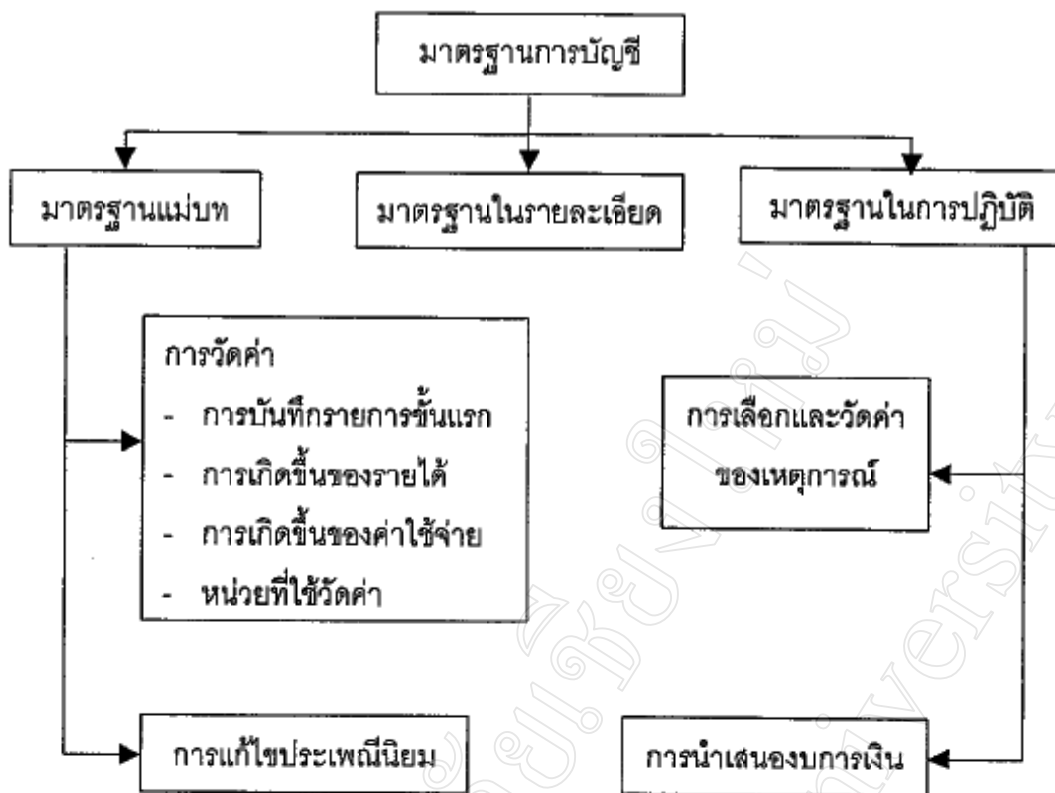 มาตรฐานการบัญชี
มาตรฐานแม่บท
มาตรฐานในรายละเอียด
มาตรฐานในการปฏิบัติ
การวัดค่า
- การบันทึกรายการขั้นแรก
- การเกิดขึ้นของรายได้
- การเกิดขึ้นของค่าใช้จ่าย
- หน่วยที่ใช้วัดค่า
การเลือกและวัดค่า
ของเหตุการณ์
การแก้ไขประเพณีนิยม
การนำเสนองบการเงิน